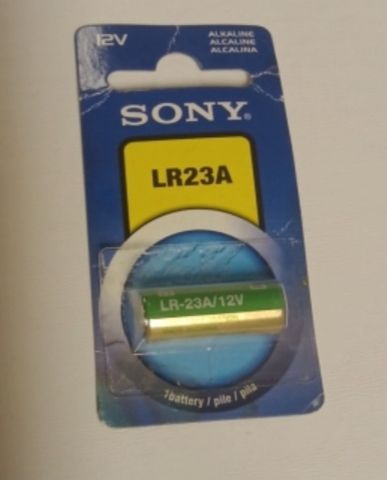 12V
ALKALINE
ALCALINE
ALCALINA
SONY®
LR23A
LR-23A/12V
1battery / pile / pila